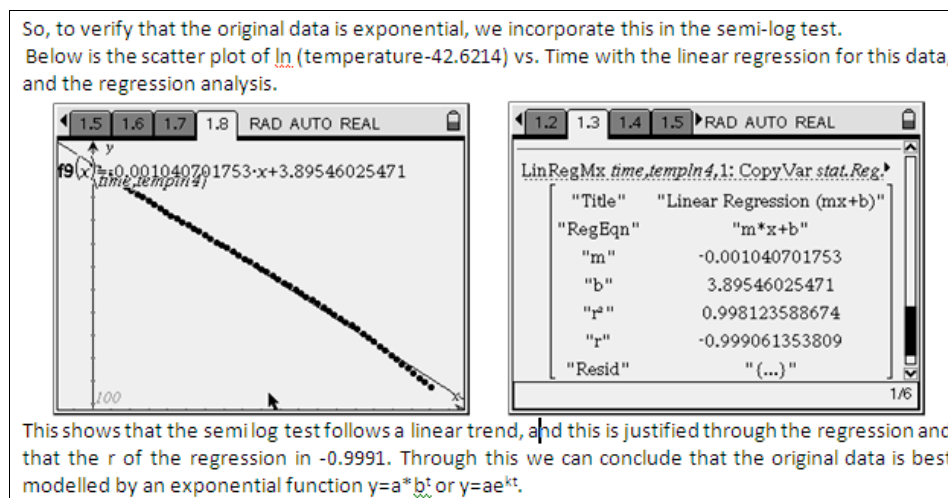 So, to verify that the original data is exponential, we incorporate this in the semi-log test.
Below is the scatter plot of ln (temperature-42.6214) vs. Time with the linear regression for this data,
and the regression analysis.
1.5 1.6 1.7 1.8 RAD AUTO REAL
y
f9(x)=-0.001040701753·x+3.89546025471
(time,templn4)
100
x
1.2 1.3 1.4 1.5 RAD AUTO REAL
LinRegMx time,templn4,1: CopyVar stat.Reg.
"Title" "Linear Regression (mx+b)"
"RegEqn" "m*x+b"
"m" -0.001040701753
"b" 3.89546025471
"r²" 0.998123588674
"r" -0.999061353809
"Resid" "{...}"
1/6
This shows that the semi log test follows a linear trend, and this is justified through the regression and
that the r of the regression in -0.9991. Through this we can conclude that the original data is best
modelled by an exponential function y=a*bᵗ or y=aeᵏᵗ.